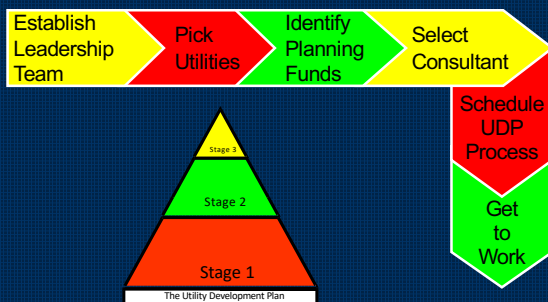 Establish
Leadership
Team
Pick
Utilities
Identify
Planning
Funds
Select
Consultant
Schedule
UDP
Process
Get
to
Work
Stage 3
Stage 2
Stage 1
The Utility Development Plan